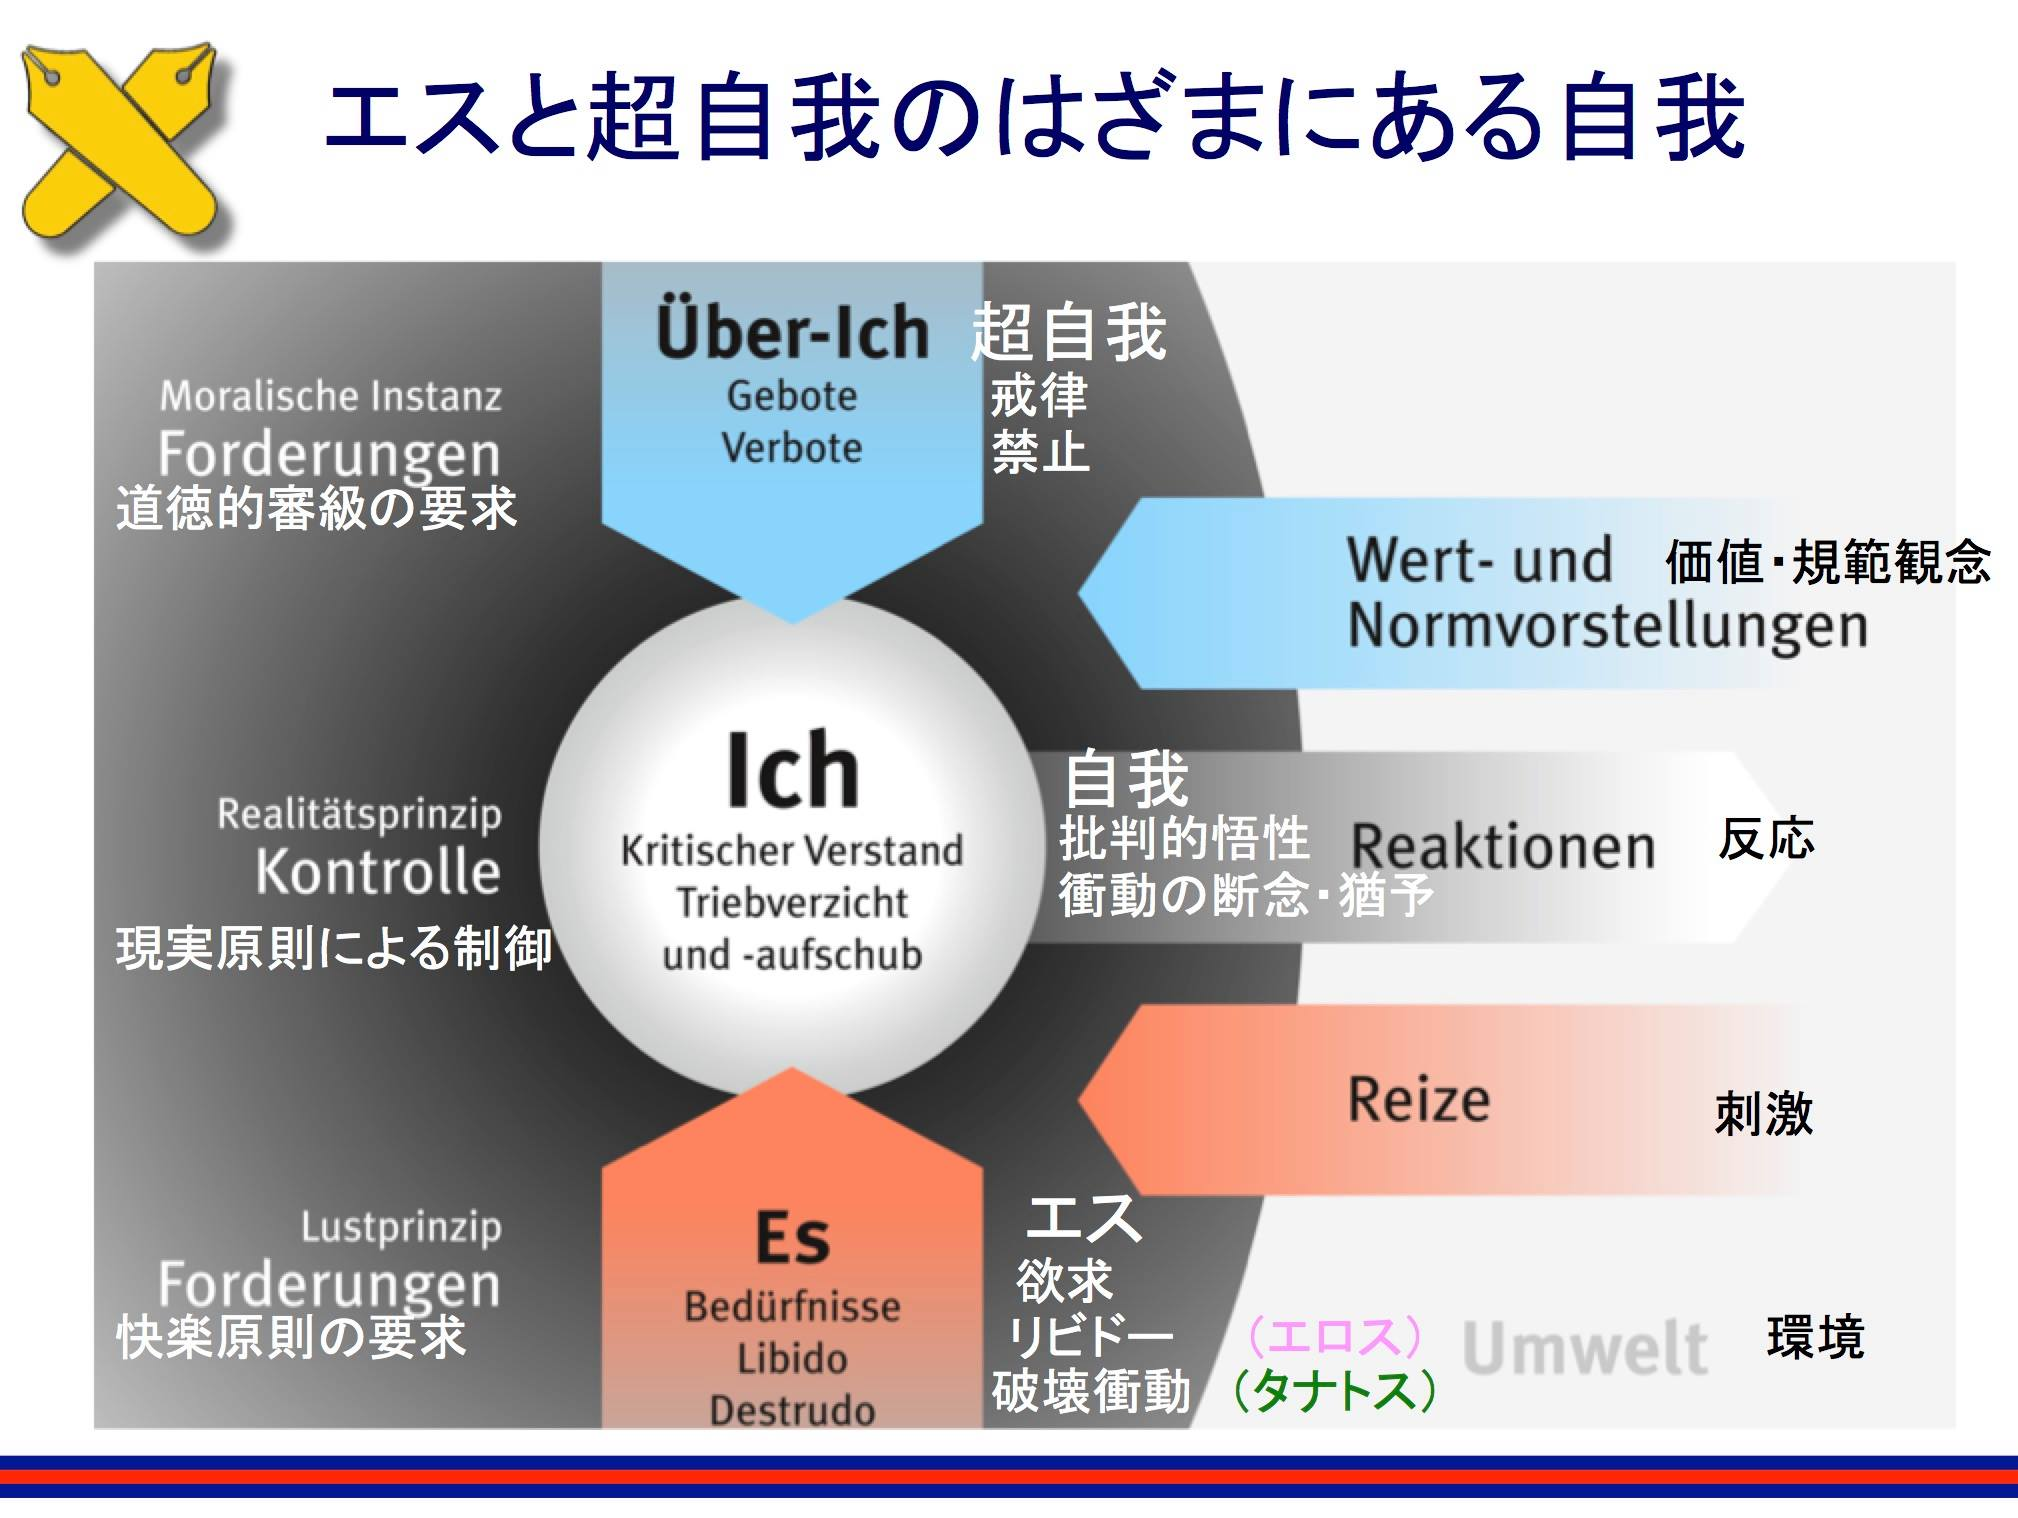 エスと超自我のはざまにある自我
Über-Ich 超自我
Gebote 戒律
Verbote 禁止
Moralische Instanz
Forderungen
道徳的審級の要求
Wert- und 価値・規範観念
Normvorstellungen
Ich
Kritischer Verstand
Triebverzicht
und -aufschub
自我
批判的悟性
衝動の断念・猶予
Reaktionen 反応
Realitätsprinzip
Kontrolle
現実原則による制御
Reize 刺激
Lustprinzip
Forderungen
快楽原則の要求
Es
Bedürfnisse
Libido
Destrudo
エス
欲求
リビドー (エロス)
破壊衝動 (タナトス)
Umwelt 環境